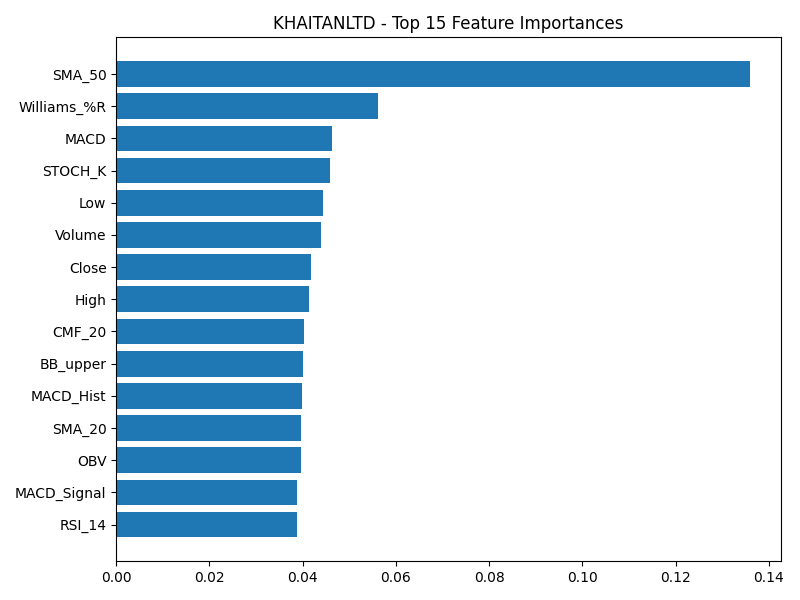 KHAITANLTD - Top 15 Feature Importances
SMA_50
Williams_%R
MACD
STOCH_K
Low
Volume
Close
High
CMF_20
BB_upper
MACD_Hist
SMA_20
OBV
MACD_Signal
RSI_14
0.00 0.02 0.04 0.06 0.08 0.10 0.12 0.14